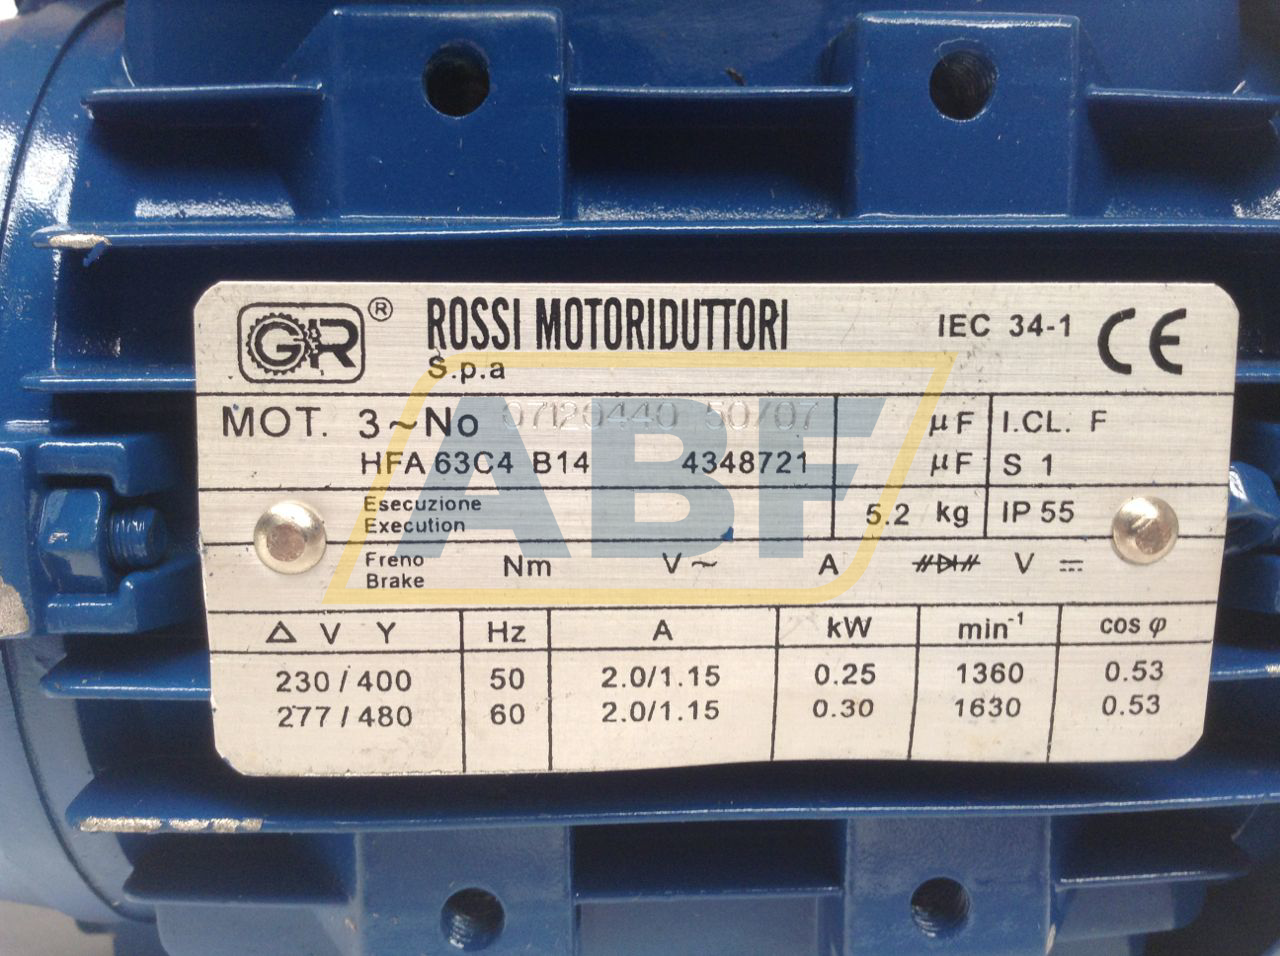 GR ® ROSSI MOTORIDUTTORI IEC 34-1 CE
S.p.a
MOT. 3~No 07120440 50/07 µF I.CL. F
HFA 63C4 B14 4348721 µF S 1
Esecuzione
Execution 5.2 kg IP 55
Freno
Brake Nm V ~ A V ⎓
Δ V Y Hz A kW min-1 cos φ
230 / 400 50 2.0/1.15 0.25 1360 0.53
277 / 480 60 2.0/1.15 0.30 1630 0.53
ABF